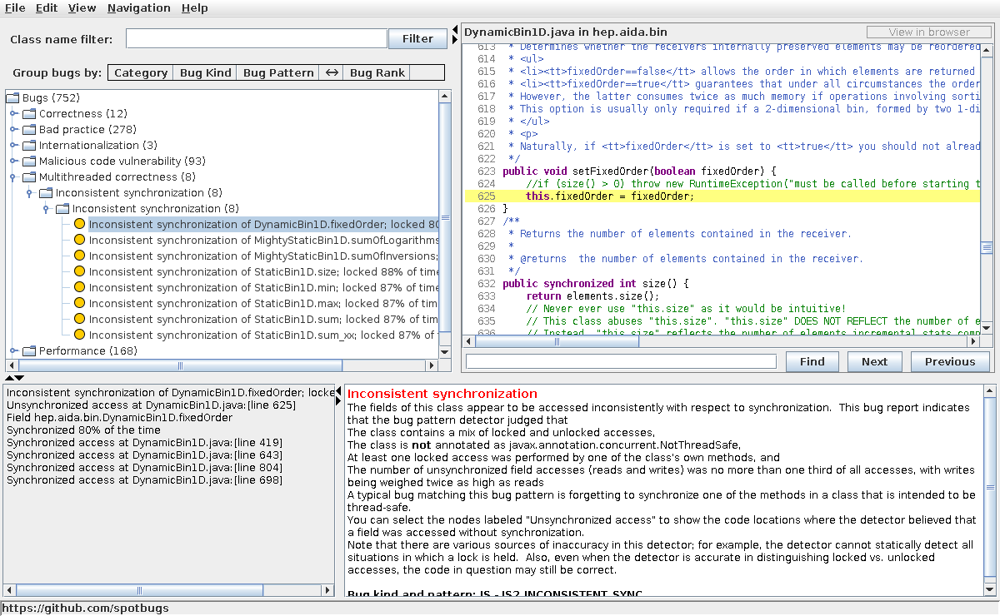 File Edit View Navigation Help
Class name filter: Filter
Group bugs by: Category Bug Kind Bug Pattern ↔ Bug Rank
Bugs (752)
Correctness (12)
Bad practice (278)
Internationalization (3)
Malicious code vulnerability (93)
Multithreaded correctness (8)
Inconsistent synchronization (8)
Inconsistent synchronization (8)
Inconsistent synchronization of DynamicBin1D.fixedOrder; locked 80
Inconsistent synchronization of MightyStaticBin1D.sumOfLogarithms
Inconsistent synchronization of MightyStaticBin1D.sumOfInversions;
Inconsistent synchronization of StaticBin1D.size; locked 88% of time
Inconsistent synchronization of StaticBin1D.min; locked 87% of time
Inconsistent synchronization of StaticBin1D.max; locked 87% of time
Inconsistent synchronization of StaticBin1D.sum; locked 87% of tim
Inconsistent synchronization of StaticBin1D.sum_xx; locked 87% of
Performance (168)
DynamicBin1D.java in hep.aida.bin View in browser
613 * Determines whether the receivers internally preserved elements may be reordered
614 * <ul>
615 * <li><tt>fixedOrder==false</tt> allows the order in which elements are returned
616 * <li><tt>fixedOrder==true</tt> guarantees that under all circumstances the order
617 * However, the latter consumes twice as much memory if operations involving sorti
618 * This option is usually only required if a 2-dimensional bin, formed by two 1-di
619 * </ul>
620 * <p>
621 * Naturally, if <tt>fixedOrder</tt> is set to <tt>true</tt> you should not alread
622 */
623 public void setFixedOrder(boolean fixedOrder) {
624 //if (size() > 0) throw new RuntimeException("must be called before starting t
625 this.fixedOrder = fixedOrder;
626 }
627 /**
628 * Returns the number of elements contained in the receiver.
629 *
630 * @returns  the number of elements contained in the receiver.
631 */
632 public synchronized int size() {
633 return elements.size();
634 // Never ever use "this.size" as it would be intuitive!
635 // This class abuses "this.size". "this.size" DOES NOT REFLECT the number of e
636 // Instead, "this.size" reflects the number of elements incremental stats comp
Find Next Previous
Inconsistent synchronization of DynamicBin1D.fixedOrder; locke
Unsynchronized access at DynamicBin1D.java:[line 625]
Field hep.aida.bin.DynamicBin1D.fixedOrder
Synchronized 80% of the time
Synchronized access at DynamicBin1D.java:[line 419]
Synchronized access at DynamicBin1D.java:[line 643]
Synchronized access at DynamicBin1D.java:[line 804]
Synchronized access at DynamicBin1D.java:[line 698]
Inconsistent synchronization
The fields of this class appear to be accessed inconsistently with respect to synchronization.  This bug report indicates
that the bug pattern detector judged that
The class contains a mix of locked and unlocked accesses,
The class is not annotated as javax.annotation.concurrent.NotThreadSafe,
At least one locked access was performed by one of the class's own methods, and
The number of unsynchronized field accesses (reads and writes) was no more than one third of all accesses, with writes
being weighed twice as high as reads
A typical bug matching this bug pattern is forgetting to synchronize one of the methods in a class that is intended to be
thread-safe.
You can select the nodes labeled "Unsynchronized access" to show the code locations where the detector believed that
a field was accessed without synchronization.
Note that there are various sources of inaccuracy in this detector; for example, the detector cannot statically detect all
situations in which a lock is held.  Also, even when the detector is accurate in distinguishing locked vs. unlocked
accesses, the code in question may still be correct.
Bug kind and pattern: IS - IS2_INCONSISTENT_SYNC
https://github.com/spotbugs